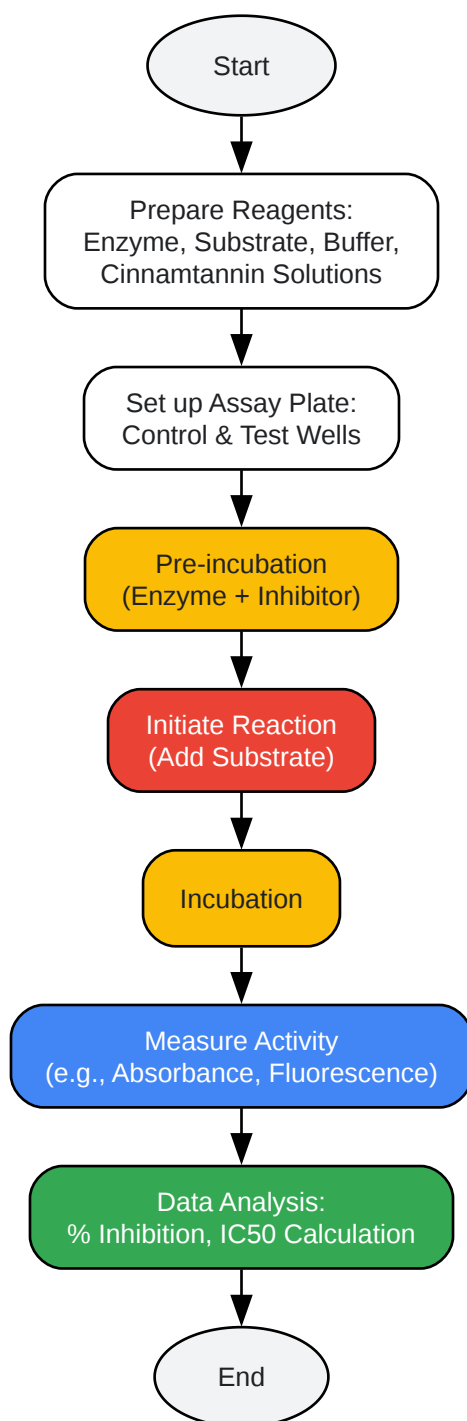 Start
Prepare Reagents:
Enzyme, Substrate, Buffer,
Cinnamtannin Solutions
Set up Assay Plate:
Control & Test Wells
Pre-incubation
(Enzyme + Inhibitor)
Initiate Reaction
(Add Substrate)
Incubation
Measure Activity
(e.g., Absorbance, Fluorescence)
Data Analysis:
% Inhibition, IC50 Calculation
End